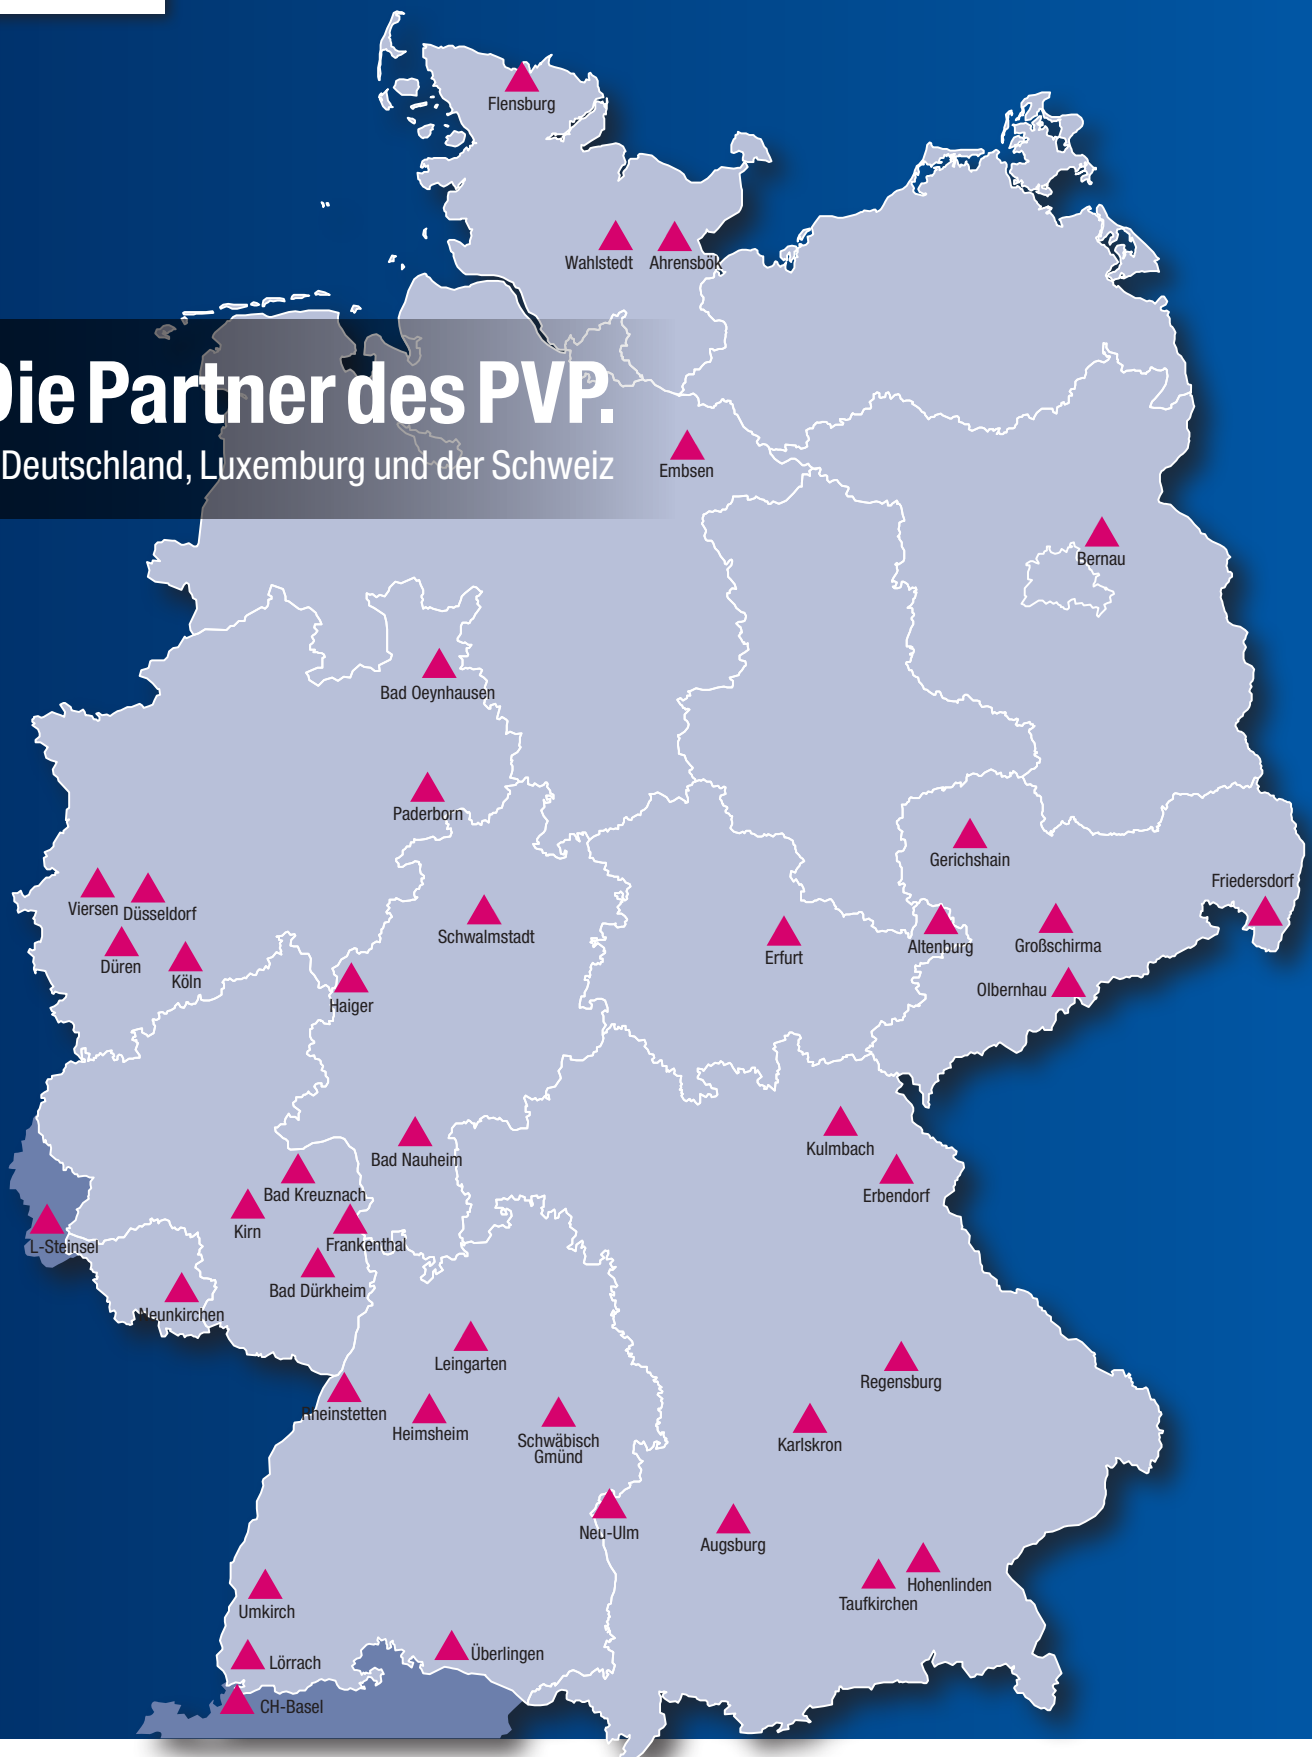 Flensburg
Wahlstedt
Ahrensbök
Die Partner des PVP.
Deutschland, Luxemburg und der Schweiz
Embsen
Bernau
Bad Oeynhausen
Paderborn
Gerichshain
Friedersdorf
Viersen
Düsseldorf
Schwalmstadt
Erfurt
Altenburg
Großschirma
Düren
Köln
Haiger
Olbernhau
Kulmbach
Bad Nauheim
Erbendorf
Bad Kreuznach
Kirn
Frankenthal
L-Steinsel
Bad Dürkheim
Neunkirchen
Leingarten
Regensburg
Rheinstetten
Heimsheim
Schwäbisch
Gmünd
Karlskron
Neu-Ulm
Augsburg
Hohenlinden
Taufkirchen
Umkirch
Überlingen
Lörrach
CH-Basel